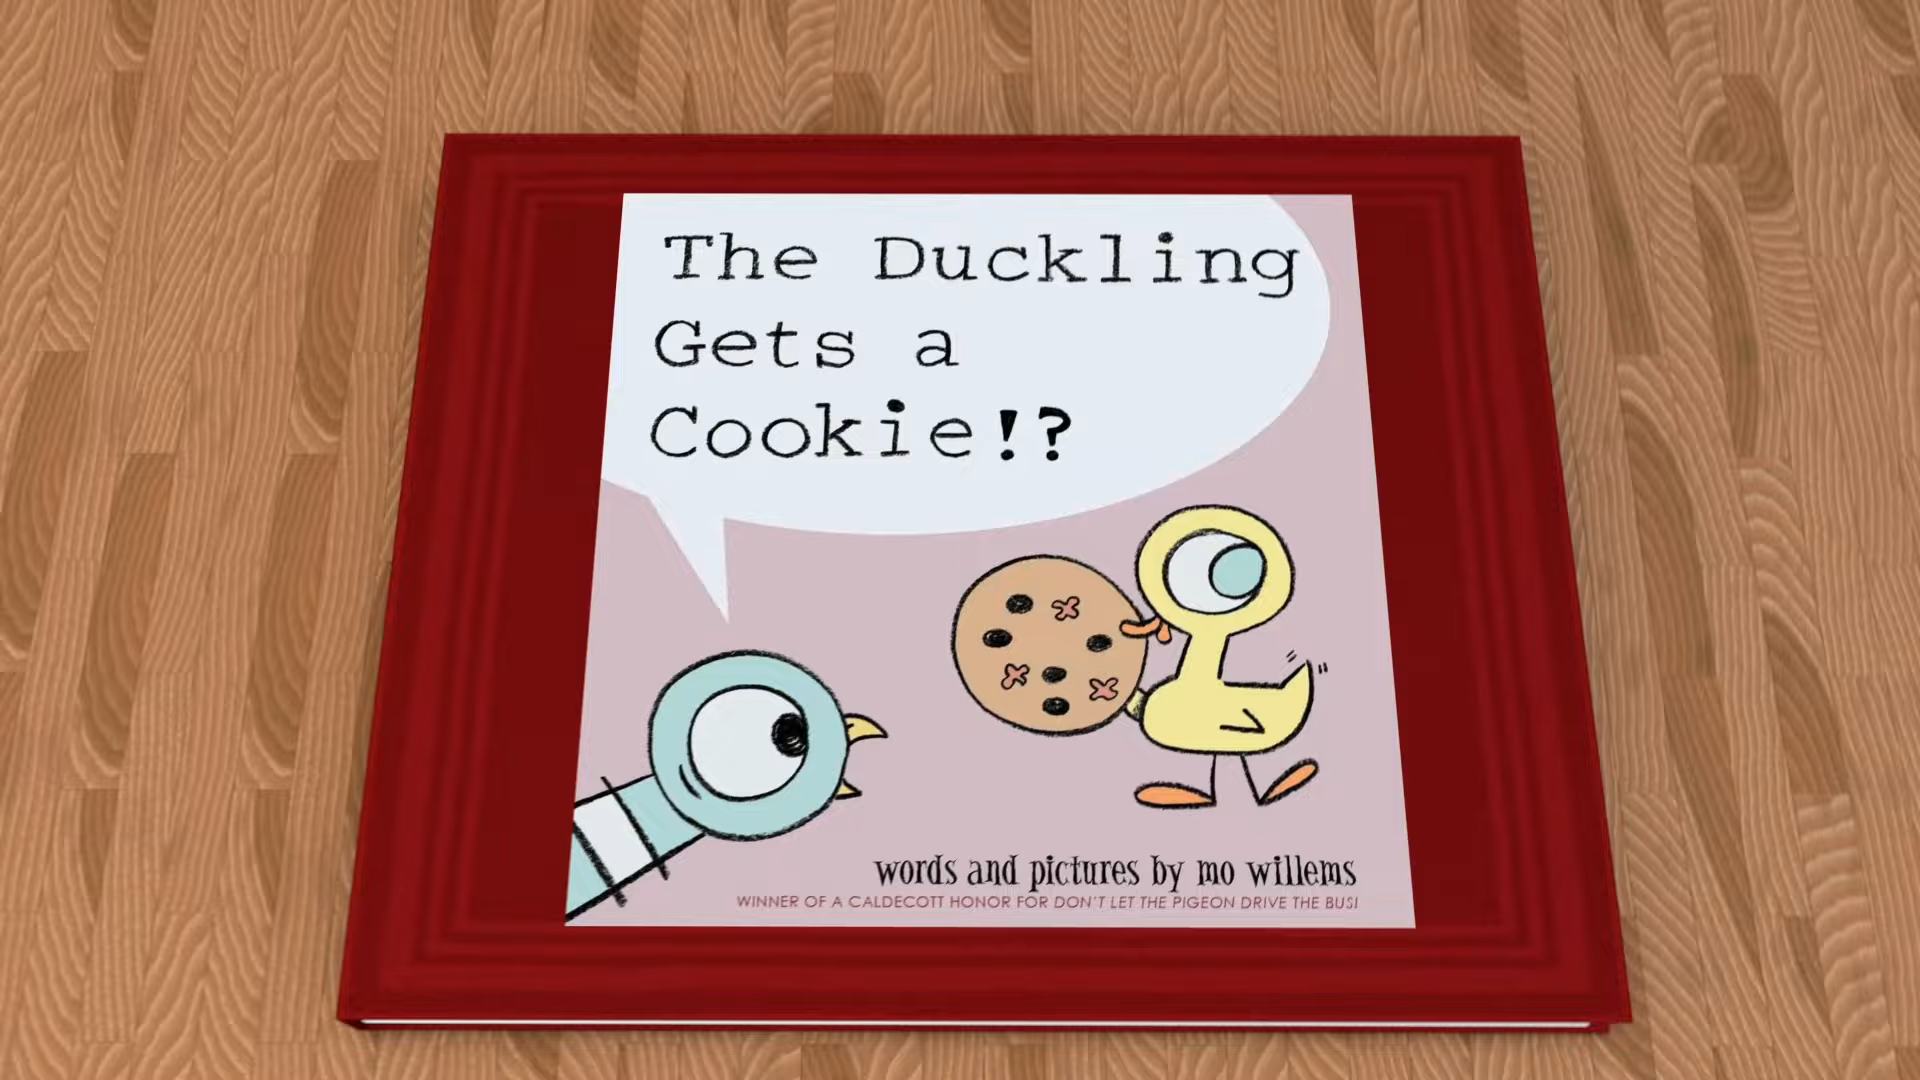 The Duckling
Gets a
Cookie!?
words and pictures by mo willems
WINNER OF A CALDECOTT HONOR FOR DON'T LET THE PIGEON DRIVE THE BUS!